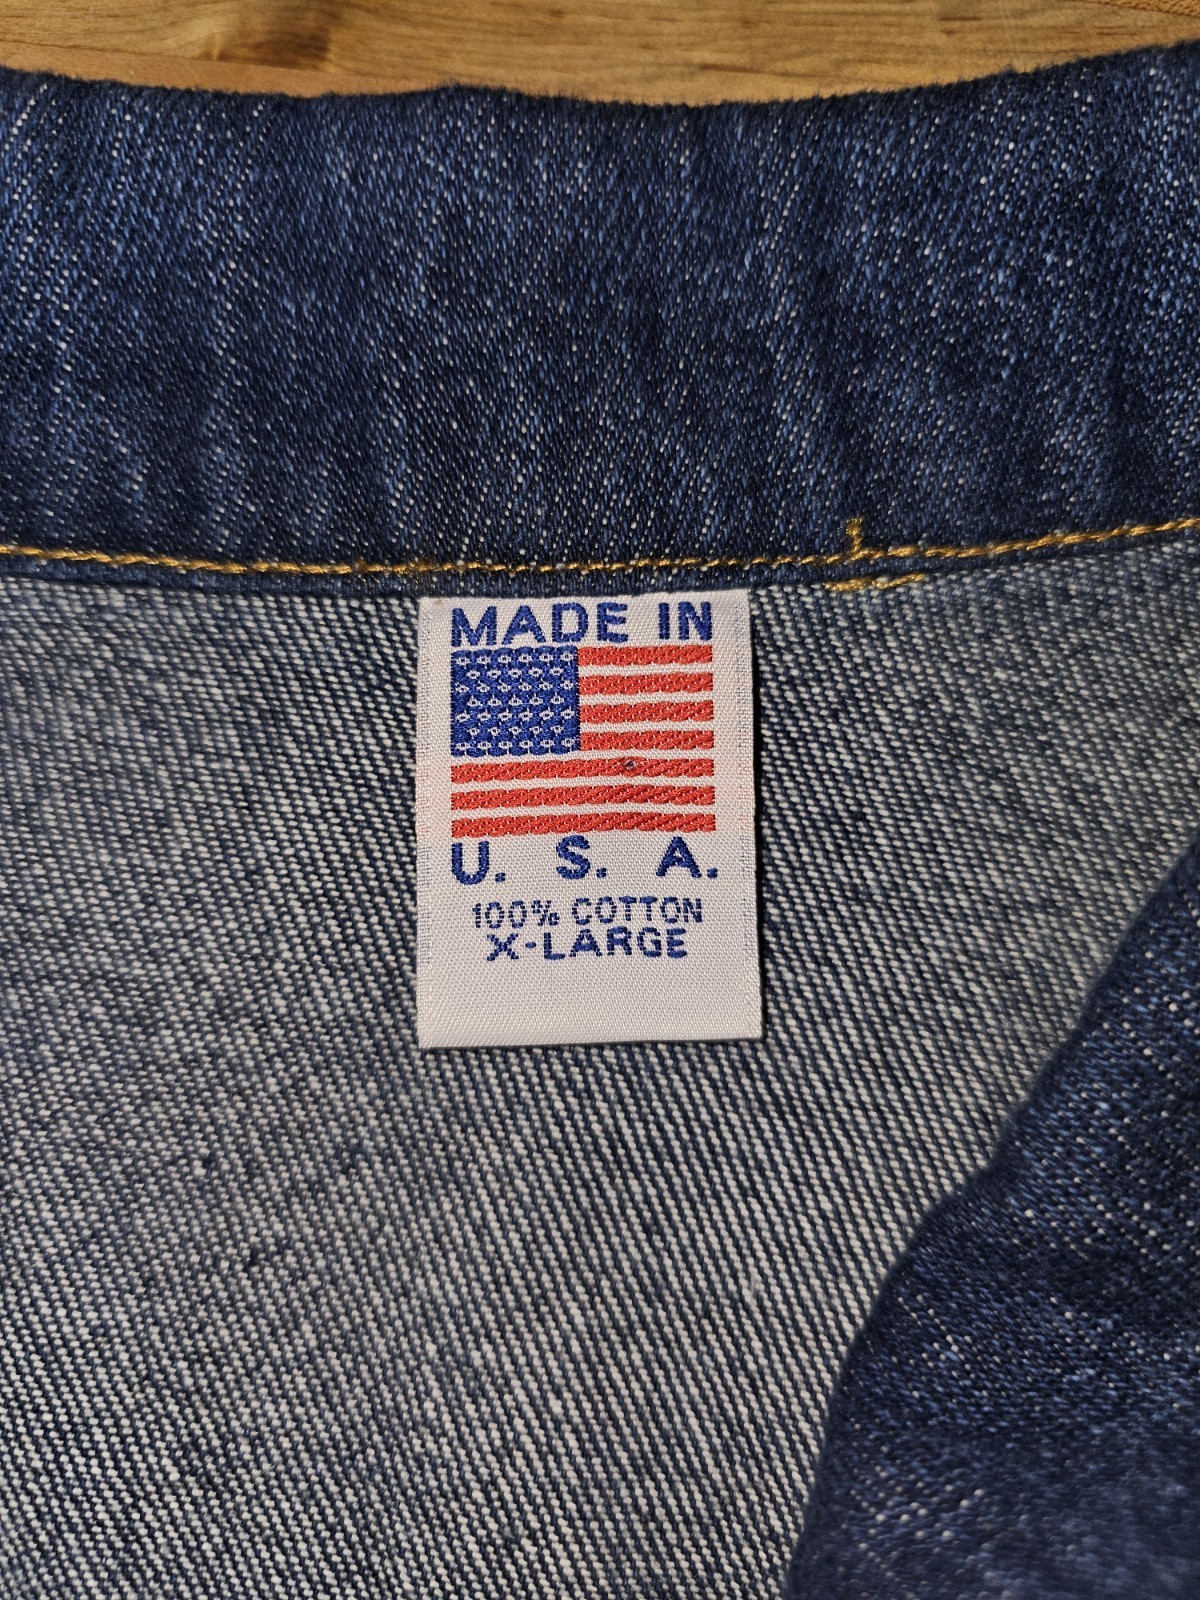 MADE IN
U. S. A.
100% COTTON
X-LARGE